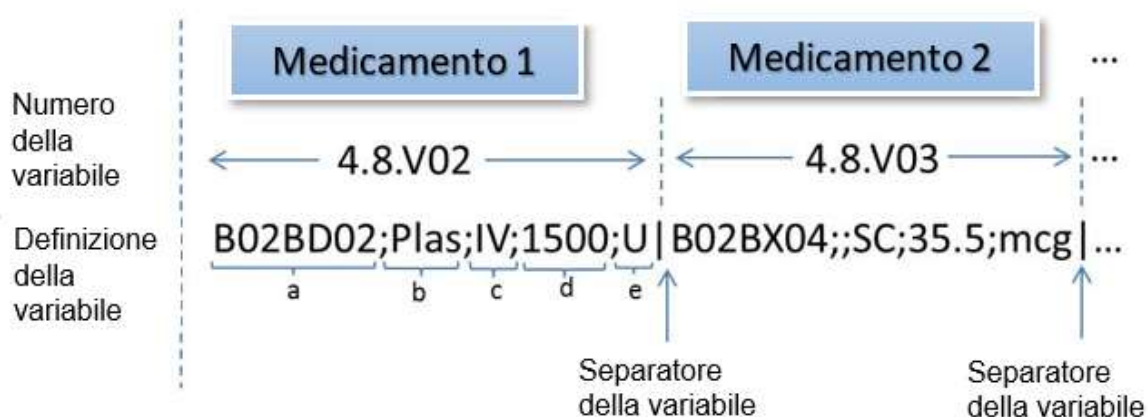 Medicamento 1 Medicamento 2 ...
Numero
della
variabile
4.8.V02 4.8.V03 ...
Definizione
della
variabile
B02BD02;Plas;IV;1500;U|B02BX04;;SC;35.5;mcg|...
a b c d e
Separatore
della variabile
Separatore
della variabile